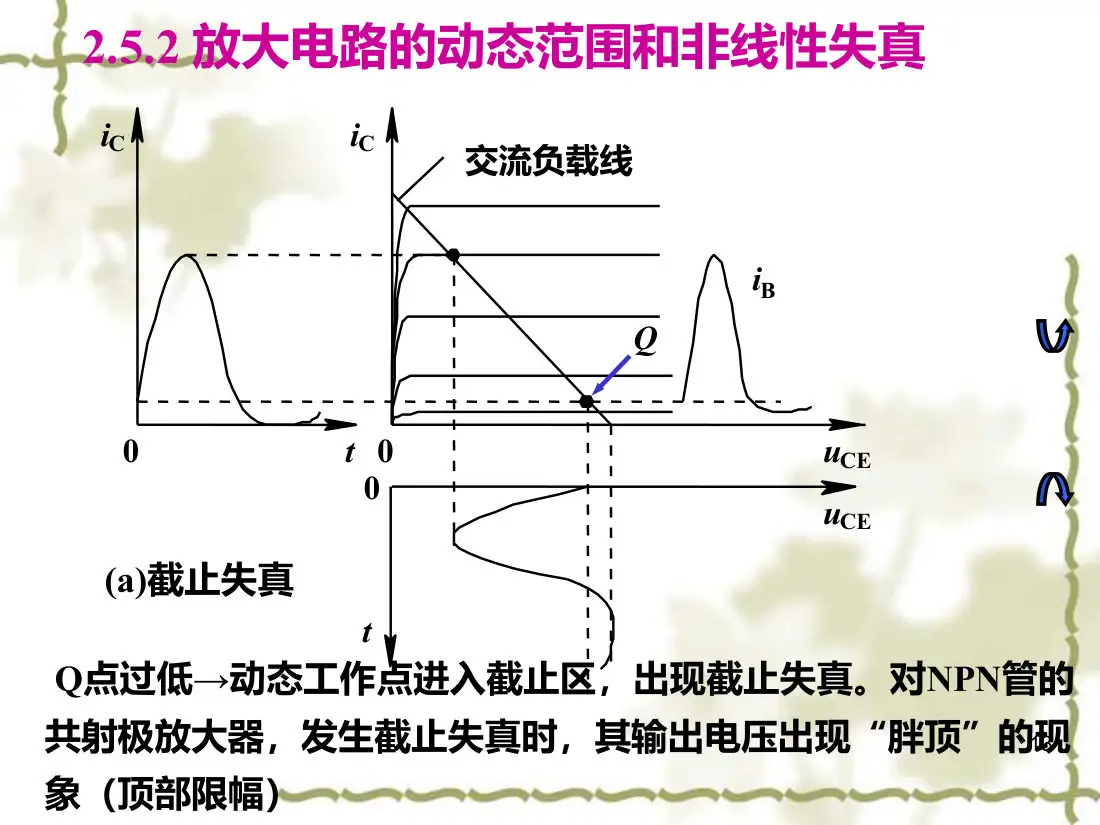 2.5.2 放大电路的动态范围和非线性失真
iC
iC
交流负载线
iB
Q
0
t
0
uCE
0
uCE
(a)截止失真
t
Q点过低→动态工作点进入截止区，出现截止失真。对NPN管的
共射极放大器，发生截止失真时，其输出电压出现“胖顶”的现
象（顶部限幅）